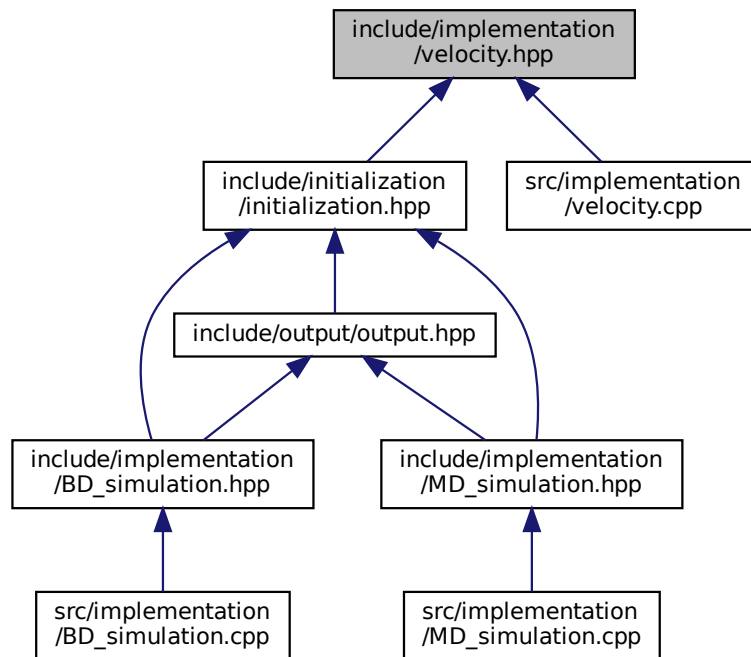 include/implementation
/velocity.hpp
include/initialization
/initialization.hpp
src/implementation
/velocity.cpp
include/output/output.hpp
include/implementation
/BD_simulation.hpp
include/implementation
/MD_simulation.hpp
src/implementation
/BD_simulation.cpp
src/implementation
/MD_simulation.cpp